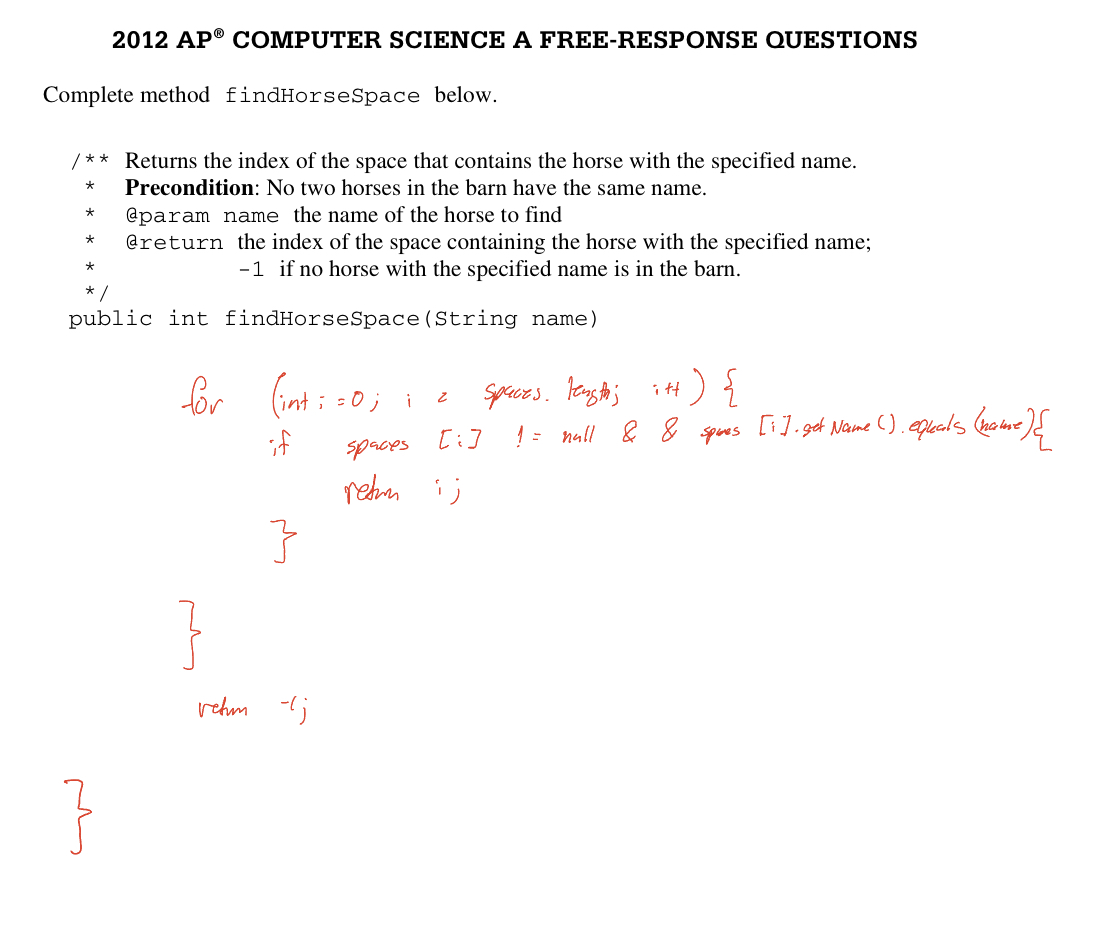 2012 AP® COMPUTER SCIENCE A FREE-RESPONSE QUESTIONS
Complete method findHorseSpace below.
/** Returns the index of the space that contains the horse with the specified name.
* Precondition: No two horses in the barn have the same name.
* @param name the name of the horse to find
* @return the index of the space containing the horse with the specified name;
* -1 if no horse with the specified name is in the barn.
*/
public int findHorseSpace(String name)
for (int i = 0; i < spaces.length; i++) {
if spaces [i] != null && spaces [i].getName().equals(name){
return i;
}
}
return -1;
}